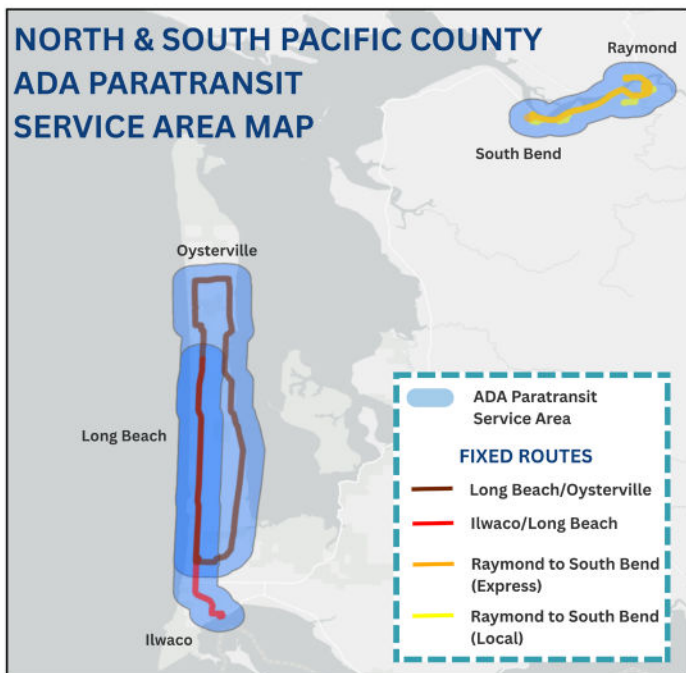 NORTH & SOUTH PACIFIC COUNTY
ADA PARATRANSIT
SERVICE AREA MAP
Raymond
South Bend
Oysterville
Long Beach
Ilwaco
ADA Paratransit
Service Area
FIXED ROUTES
Long Beach/Oysterville
Ilwaco/Long Beach
Raymond to South Bend
(Express)
Raymond to South Bend
(Local)